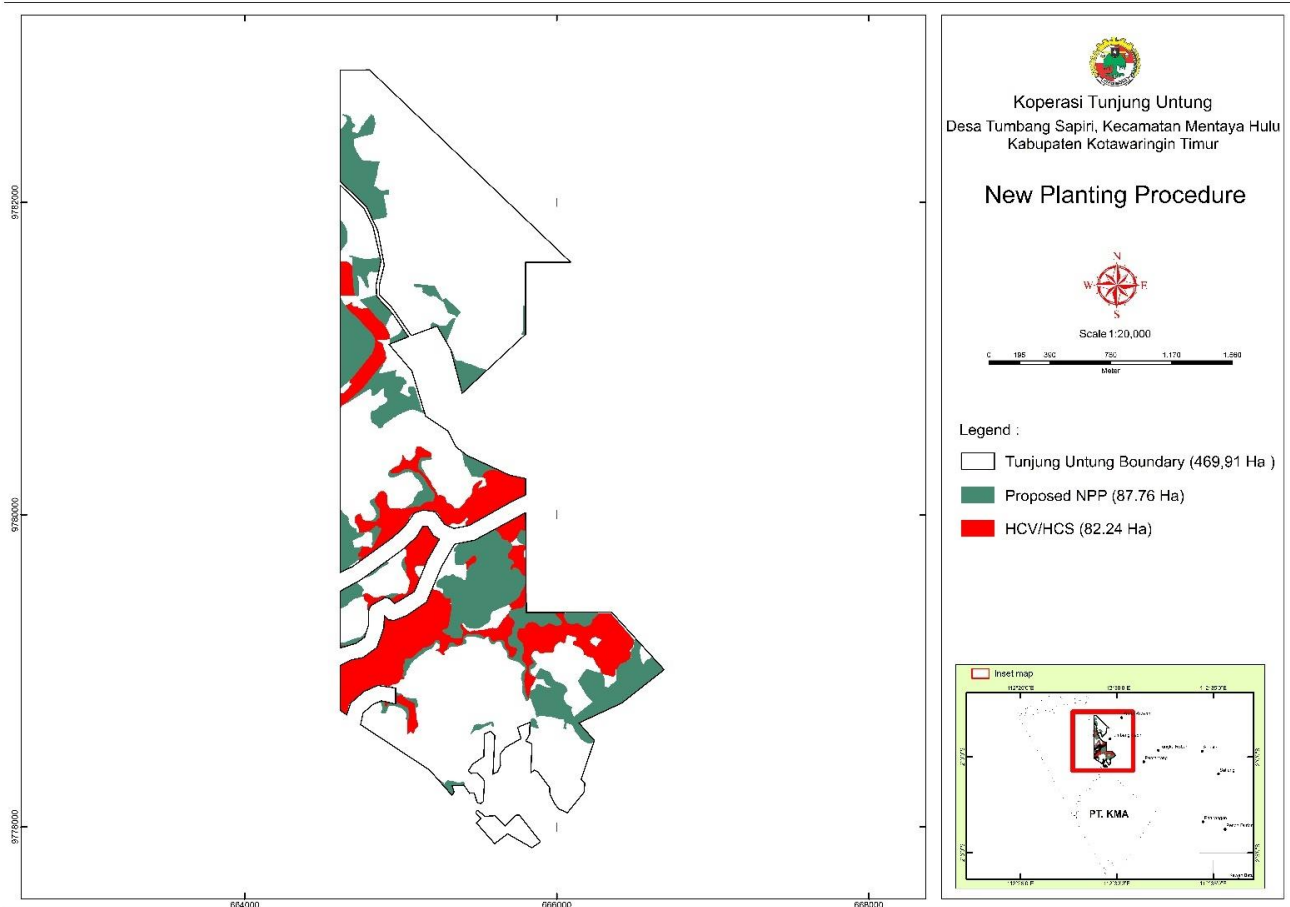 Koperasi Tunjung Untung
Desa Tumbang Sapiri, Kecamatan Mentaya Hulu
Kabupaten Kotawaringin Timur
New Planting Procedure
N
W E
S
Scale 1:20,000
0 195 390 780 1.170 1.560
Meter
Legend :
Tunjung Untung Boundary (469,91 Ha )
Proposed NPP (87.76 Ha)
HCV/HCS (82.24 Ha)
Inset map
PT. KMA
9782000
9780000
9778000
664000
666000
668000